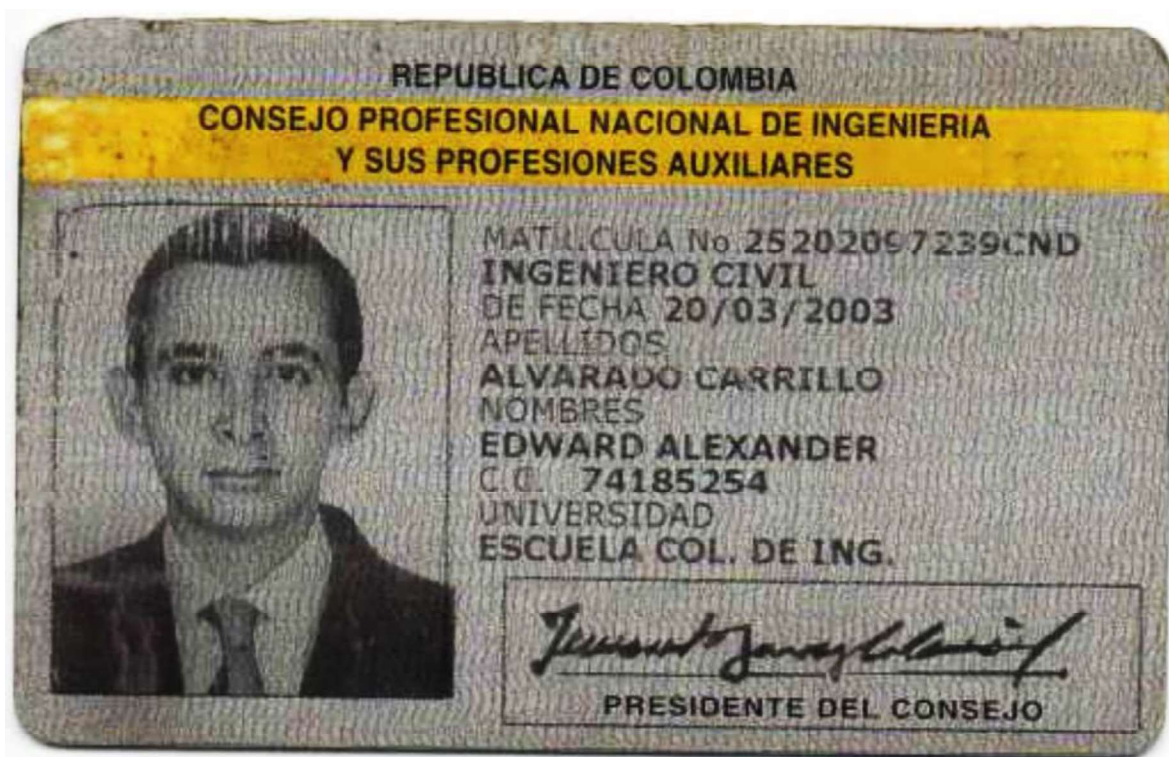 REPUBLICA DE COLOMBIA
CONSEJO PROFESIONAL NACIONAL DE INGENIERIA
Y SUS PROFESIONES AUXILIARES
MATRICULA No 25202097239CND
INGENIERO CIVIL
DE FECHA 20/03/2003
APELLIDOS
ALVARADO CARRILLO
NOMBRES
EDWARD ALEXANDER
C.C. 74185254
UNIVERSIDAD
ESCUELA COL. DE ING.
PRESIDENTE DEL CONSEJO